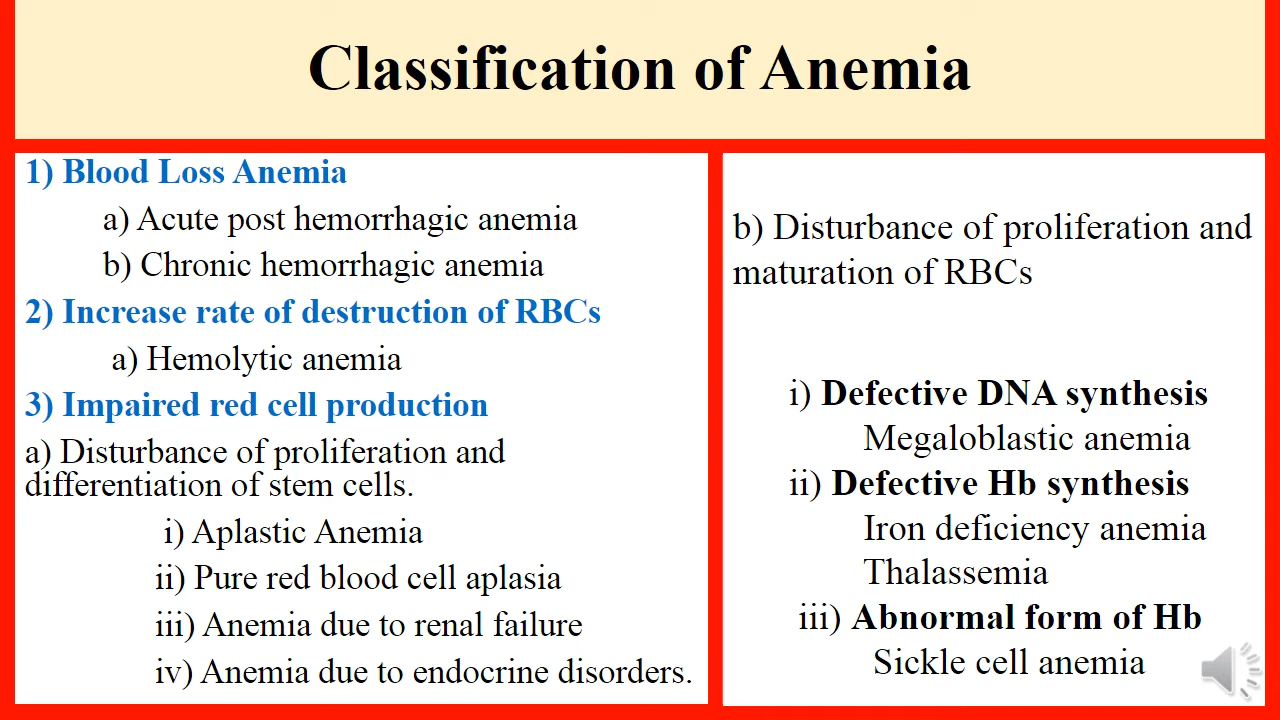 Classification of Anemia
1) Blood Loss Anemia
a) Acute post hemorrhagic anemia
b) Chronic hemorrhagic anemia
2) Increase rate of destruction of RBCs
a) Hemolytic anemia
3) Impaired red cell production
a) Disturbance of proliferation and
differentiation of stem cells.
i) Aplastic Anemia
ii) Pure red blood cell aplasia
iii) Anemia due to renal failure
iv) Anemia due to endocrine disorders.
b) Disturbance of proliferation and
maturation of RBCs
i) Defective DNA synthesis
Megaloblastic anemia
ii) Defective Hb synthesis
Iron deficiency anemia
Thalassemia
iii) Abnormal form of Hb
Sickle cell anemia